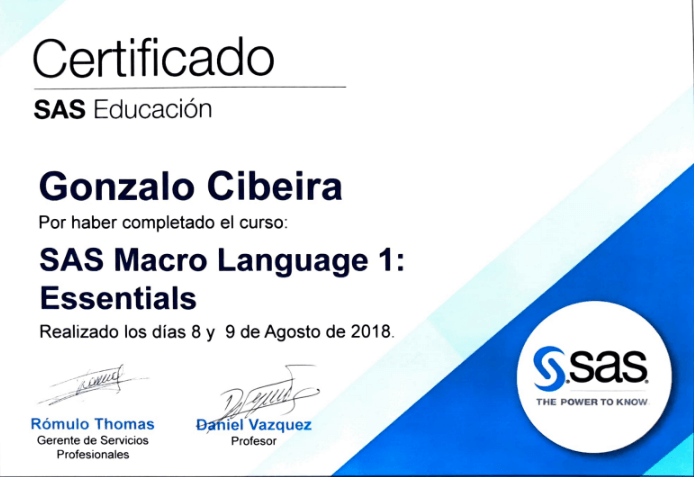 Certificado
SAS Educación
Gonzalo Cibeira
Por haber completado el curso:
SAS Macro Language 1:
Essentials
Realizado los días 8 y 9 de Agosto de 2018.
Rómulo Thomas
Gerente de Servicios
Profesionales
Daniel Vazquez
Profesor
sas
THE POWER TO KNOW.